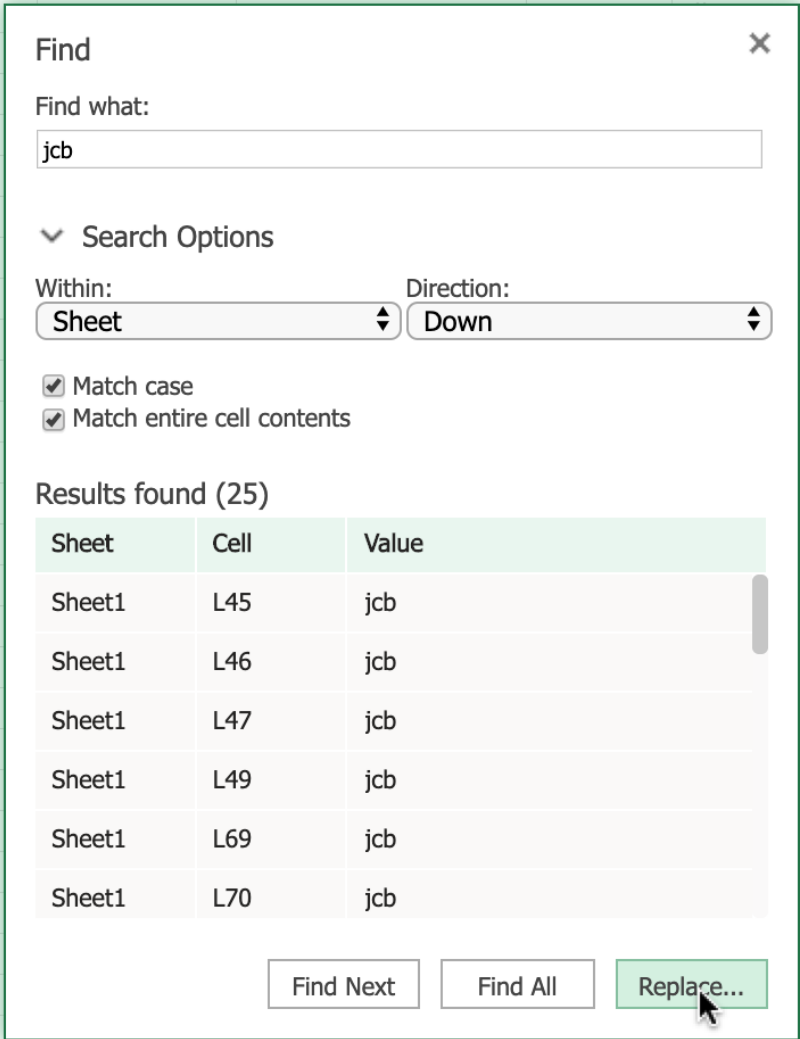 Find
Find what:
jcb
Search Options
Within: Direction:
Sheet Down
Match case
Match entire cell contents
Results found (25)
Sheet Cell Value
Sheet1 L45 jcb
Sheet1 L46 jcb
Sheet1 L47 jcb
Sheet1 L49 jcb
Sheet1 L69 jcb
Sheet1 L70 jcb
Find Next Find All Replace...